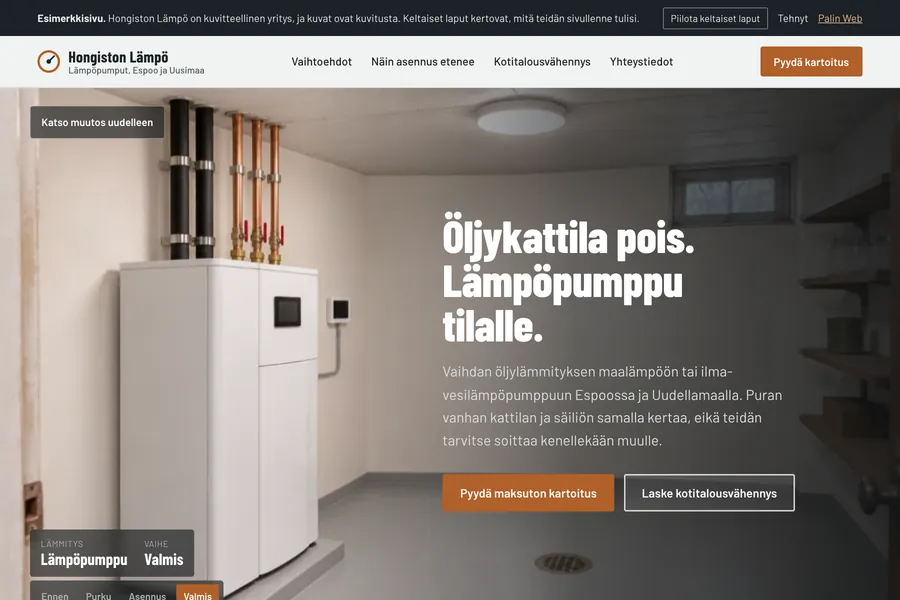 Esimerkkisivu. Hongiston Lämpö on kuvitteellinen yritys, ja kuvat ovat kuvitusta. Keltaiset laput kertovat, mitä teidän sivullenne tulisi.
Piilota keltaiset laput
Tehnyt Palin Web
Hongiston Lämpö
Lämpöpumput, Espoo ja Uusimaa
Vaihtoehdot
Näin asennus etenee
Kotitalousvähennys
Yhteystiedot
Pyydä kartoitus
Katso muutos uudelleen
Öljykattila pois.
Lämpöpumppu
tilalle.
Vaihdan öljylämmityksen maalämpöön tai ilma-
vesilämpöpumppuun Espoossa ja Uudellamaalla. Puran
vanhan kattilan ja säiliön samalla kertaa, eikä teidän
tarvitse soittaa kenellekään muulle.
Pyydä maksuton kartoitus
Laske kotitalousvähennys
LÄMMITYS
Lämpöpumppu
VAIHE
Valmis
Ennen
Purku
Asennus
Valmis